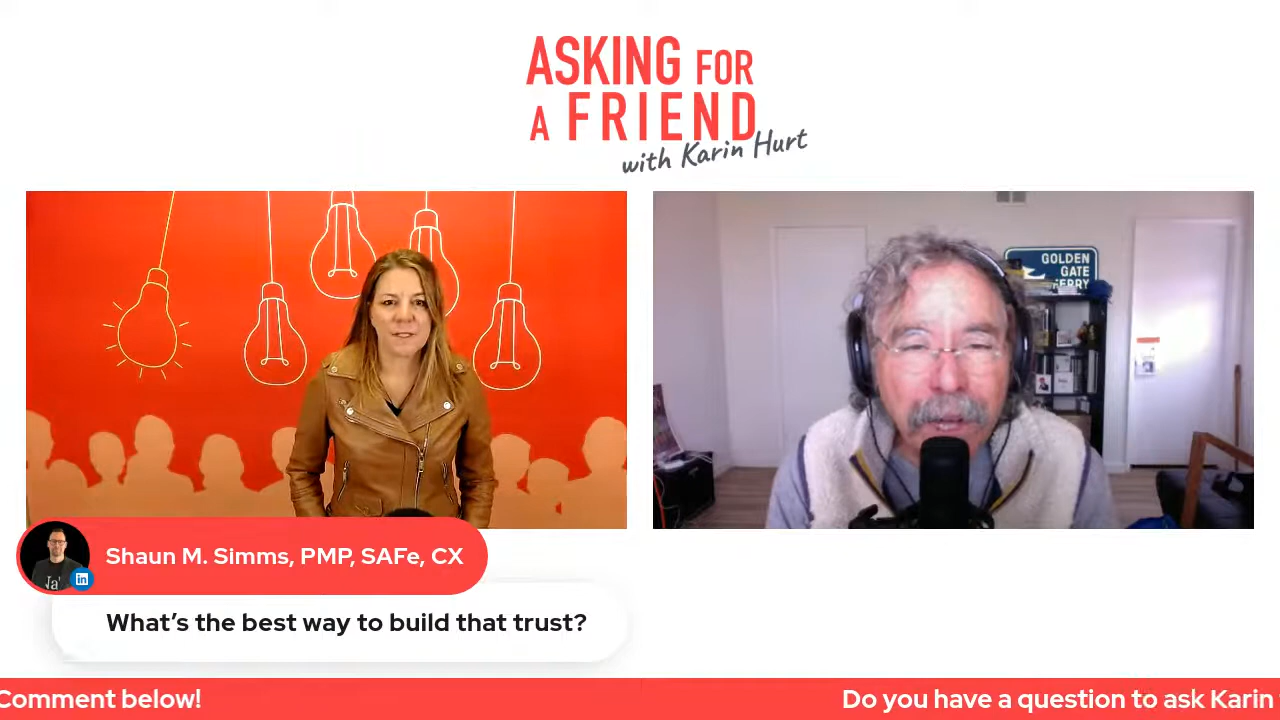 ASKING FOR
A FRIEND
with Karin Hurt
GOLDEN
GATE
FERRY
Shaun M. Simms, PMP, SAFe, CX
in
What’s the best way to build that trust?
Comment below!
Do you have a question to ask Karin